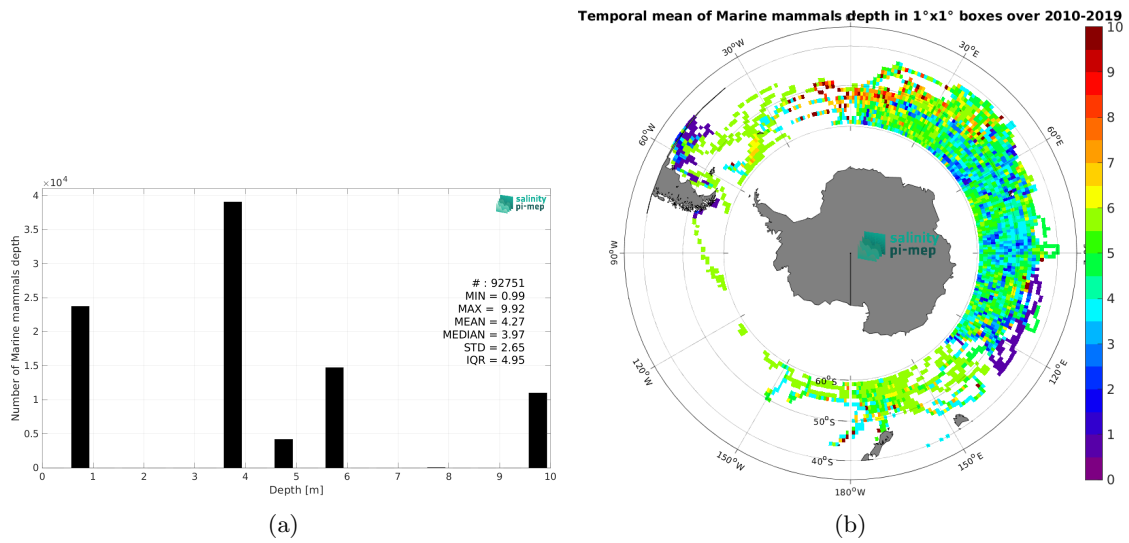 ×10⁴
4
3.5
3
2.5
2
1.5
1
0.5
0
Number of Marine mammals depth
salinity
pi-mep
# : 92751
MIN = 0.99
MAX = 9.92
MEAN = 4.27
MEDIAN = 3.97
STD = 2.65
IQR = 4.95
0 1 2 3 4 5 6 7 8 9 10
Depth [m]
(a)
Temporal mean of Marine mammals depth in 1°x1° boxes over 2010-2019
30°W
30°E
60°W
60°E
90°W
salinity
pi-mep
120°W
120°E
60°S
50°S
40°S
150°W
150°E
180°W
10
9
8
7
6
5
4
3
2
1
0
(b)